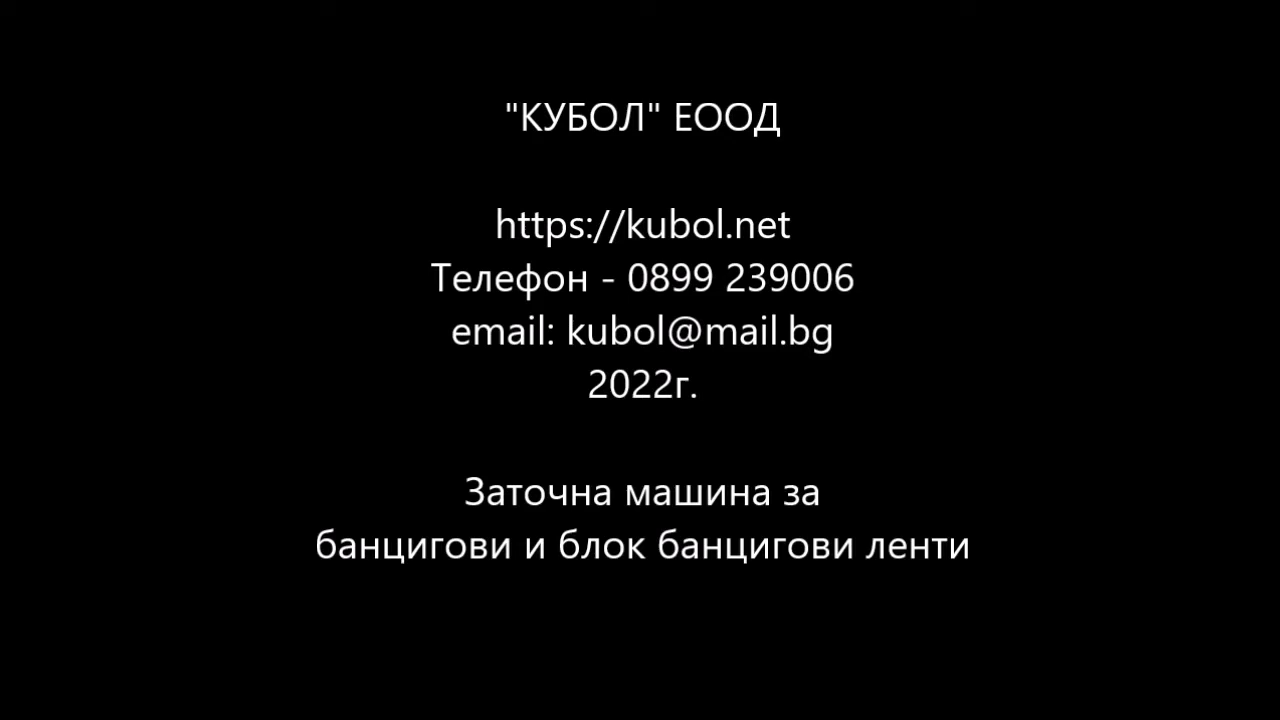 "КУБОЛ" ЕООД
https://kubol.net
Телефон - 0899 239006
email: kubol@mail.bg
2022г.
Заточна машина за
банцигови и блок банцигови ленти